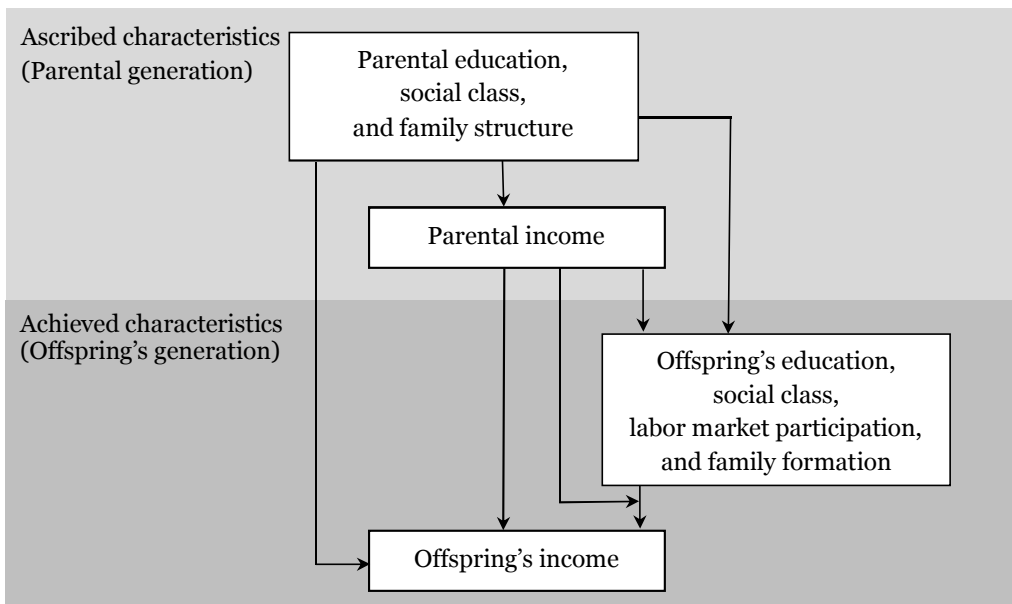 Ascribed characteristics
(Parental generation)
Parental education,
social class,
and family structure
Parental income
Achieved characteristics
(Offspring’s generation)
Offspring’s education,
social class,
labor market participation,
and family formation
Offspring’s income